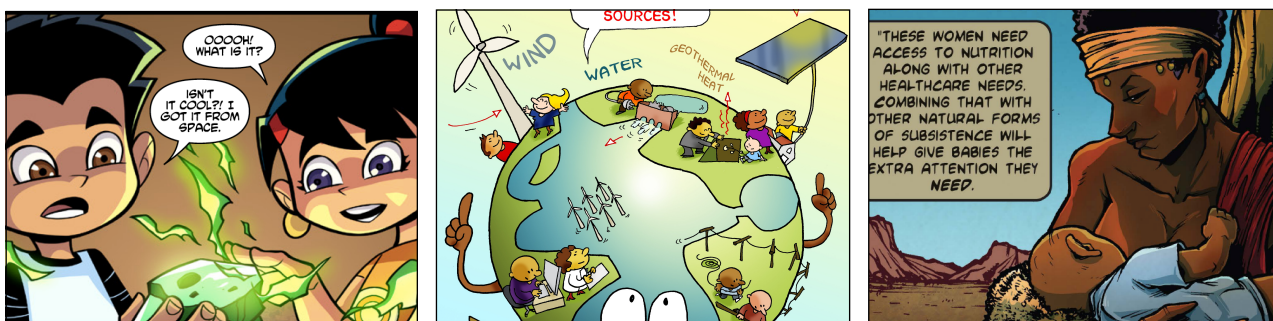 OOOOH!
WHAT IS IT?
ISN'T
IT COOL?! I
GOT IT FROM
SPACE.
SOURCES!
WIND
WATER
GEOTHERMAL
HEAT
"THESE WOMEN NEED
ACCESS TO NUTRITION
ALONG WITH OTHER
HEALTHCARE NEEDS.
COMBINING THAT WITH
OTHER NATURAL FORMS
OF SUBSISTENCE WILL
HELP GIVE BABIES THE
EXTRA ATTENTION THEY
NEED.